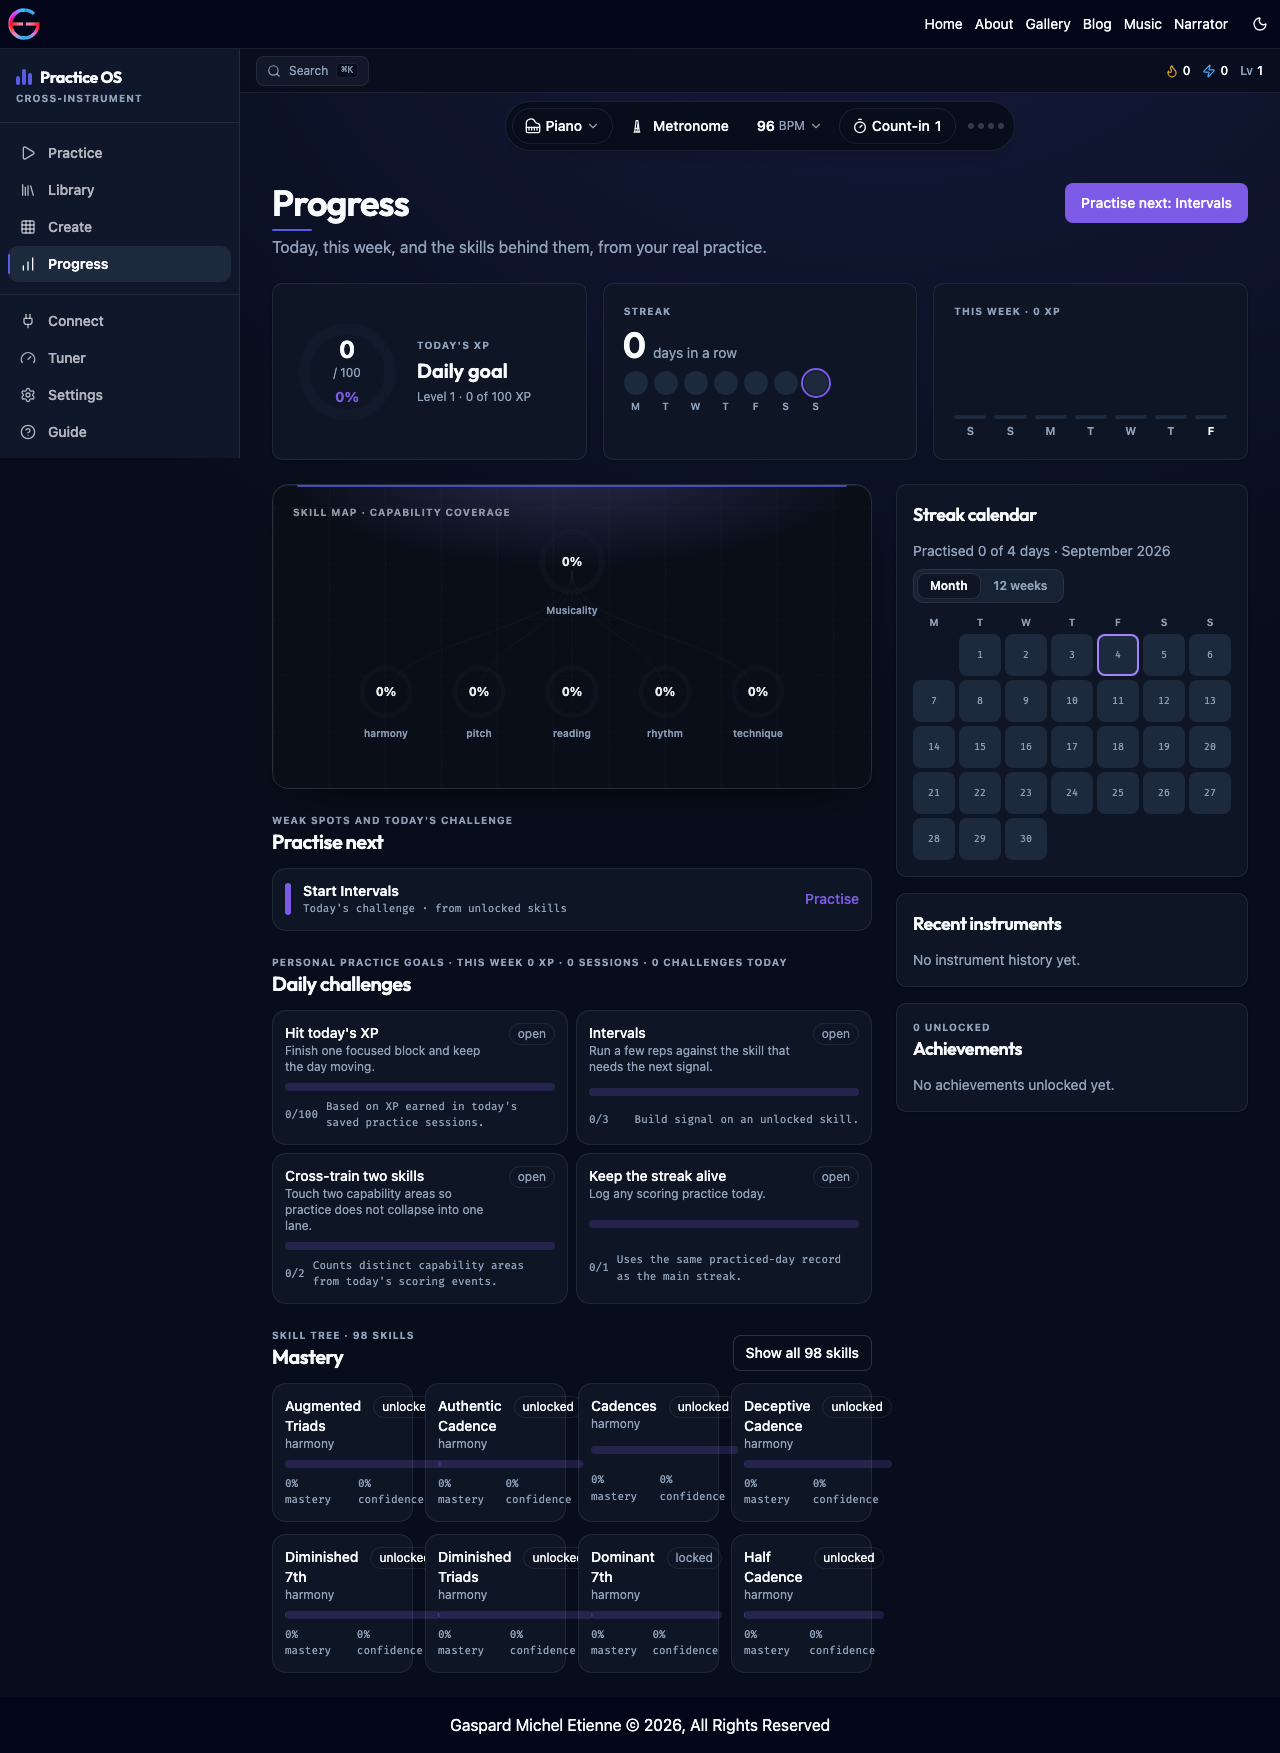 Home About Gallery Blog Music Narrator
Practice OS
CROSS-INSTRUMENT
Practice
Library
Create
Progress
Connect
Tuner
Settings
Guide
Search ⌘K
0 0 Lv 1
Piano Metronome 96 BPM Count-in 1
Progress
Today, this week, and the skills behind them, from your real practice.
Practise next: Intervals
0
/ 100
0%
TODAY'S XP
Daily goal
Level 1 · 0 of 100 XP
STREAK
0 days in a row
M T W T F S S
THIS WEEK · 0 XP
S S M T W T F
SKILL MAP · CAPABILITY COVERAGE
0%
Musicality
0% 0% 0% 0% 0%
harmony pitch reading rhythm technique
Streak calendar
Practised 0 of 4 days · September 2026
Month 12 weeks
M T W T F S S
1 2 3 4 5 6
7 8 9 10 11 12 13
14 15 16 17 18 19 20
21 22 23 24 25 26 27
28 29 30
Recent instruments
No instrument history yet.
0 UNLOCKED
Achievements
No achievements unlocked yet.
WEAK SPOTS AND TODAY'S CHALLENGE
Practise next
Start Intervals
Today's challenge · from unlocked skills
Practise
PERSONAL PRACTICE GOALS · THIS WEEK 0 XP · 0 SESSIONS · 0 CHALLENGES TODAY
Daily challenges
Hit today's XP open
Finish one focused block and keep
the day moving.
0/100 Based on XP earned in today's
saved practice sessions.
Intervals open
Run a few reps against the skill that
needs the next signal.
0/3 Build signal on an unlocked skill.
Cross-train two skills open
Touch two capability areas so
practice does not collapse into one
lane.
0/2 Counts distinct capability areas
from today's scoring events.
Keep the streak alive open
Log any scoring practice today.
0/1 Uses the same practiced-day record
as the main streak.
SKILL TREE · 98 SKILLS
Mastery
Show all 98 skills
Augmented
Triads
unlocke
harmony
0% 0%
mastery confidence
Authentic
Cadence
unlocked
harmony
0% 0%
mastery confidence
Cadences unlocked
harmony
0% 0%
mastery confidence
Deceptive
Cadence
unlocked
harmony
0% 0%
mastery confidence
Diminished
7th
unlocked
harmony
0% 0%
mastery confidence
Diminished
Triads
unlocked
harmony
0% 0%
mastery confidence
Dominant
7th
locked
harmony
0% 0%
mastery confidence
Half
Cadence
unlocked
harmony
0% 0%
mastery confidence
Gaspard Michel Etienne © 2026, All Rights Reserved